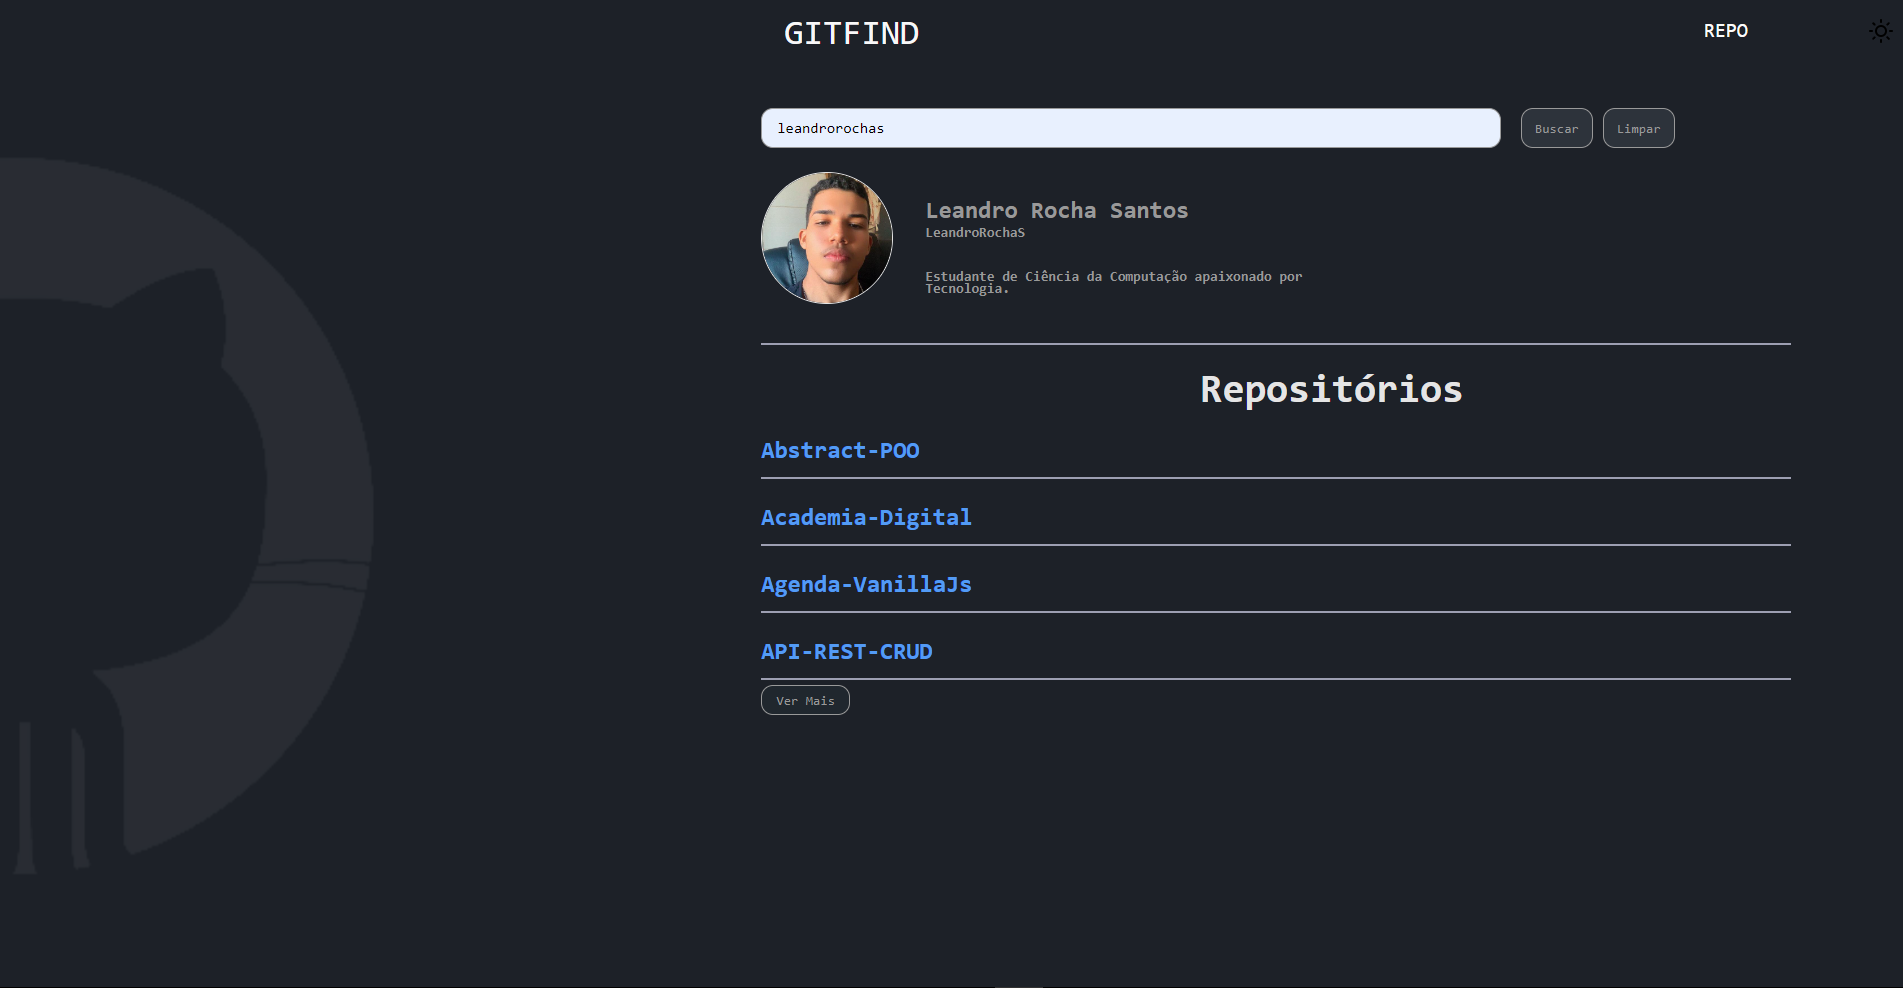 GITFIND
REPO
leandrorochas
Buscar
Limpar
Leandro Rocha Santos
LeandroRochaS
Estudante de Ciência da Computação apaixonado por
Tecnologia.
Repositórios
Abstract-POO
Academia-Digital
Agenda-VanillaJs
API-REST-CRUD
Ver Mais